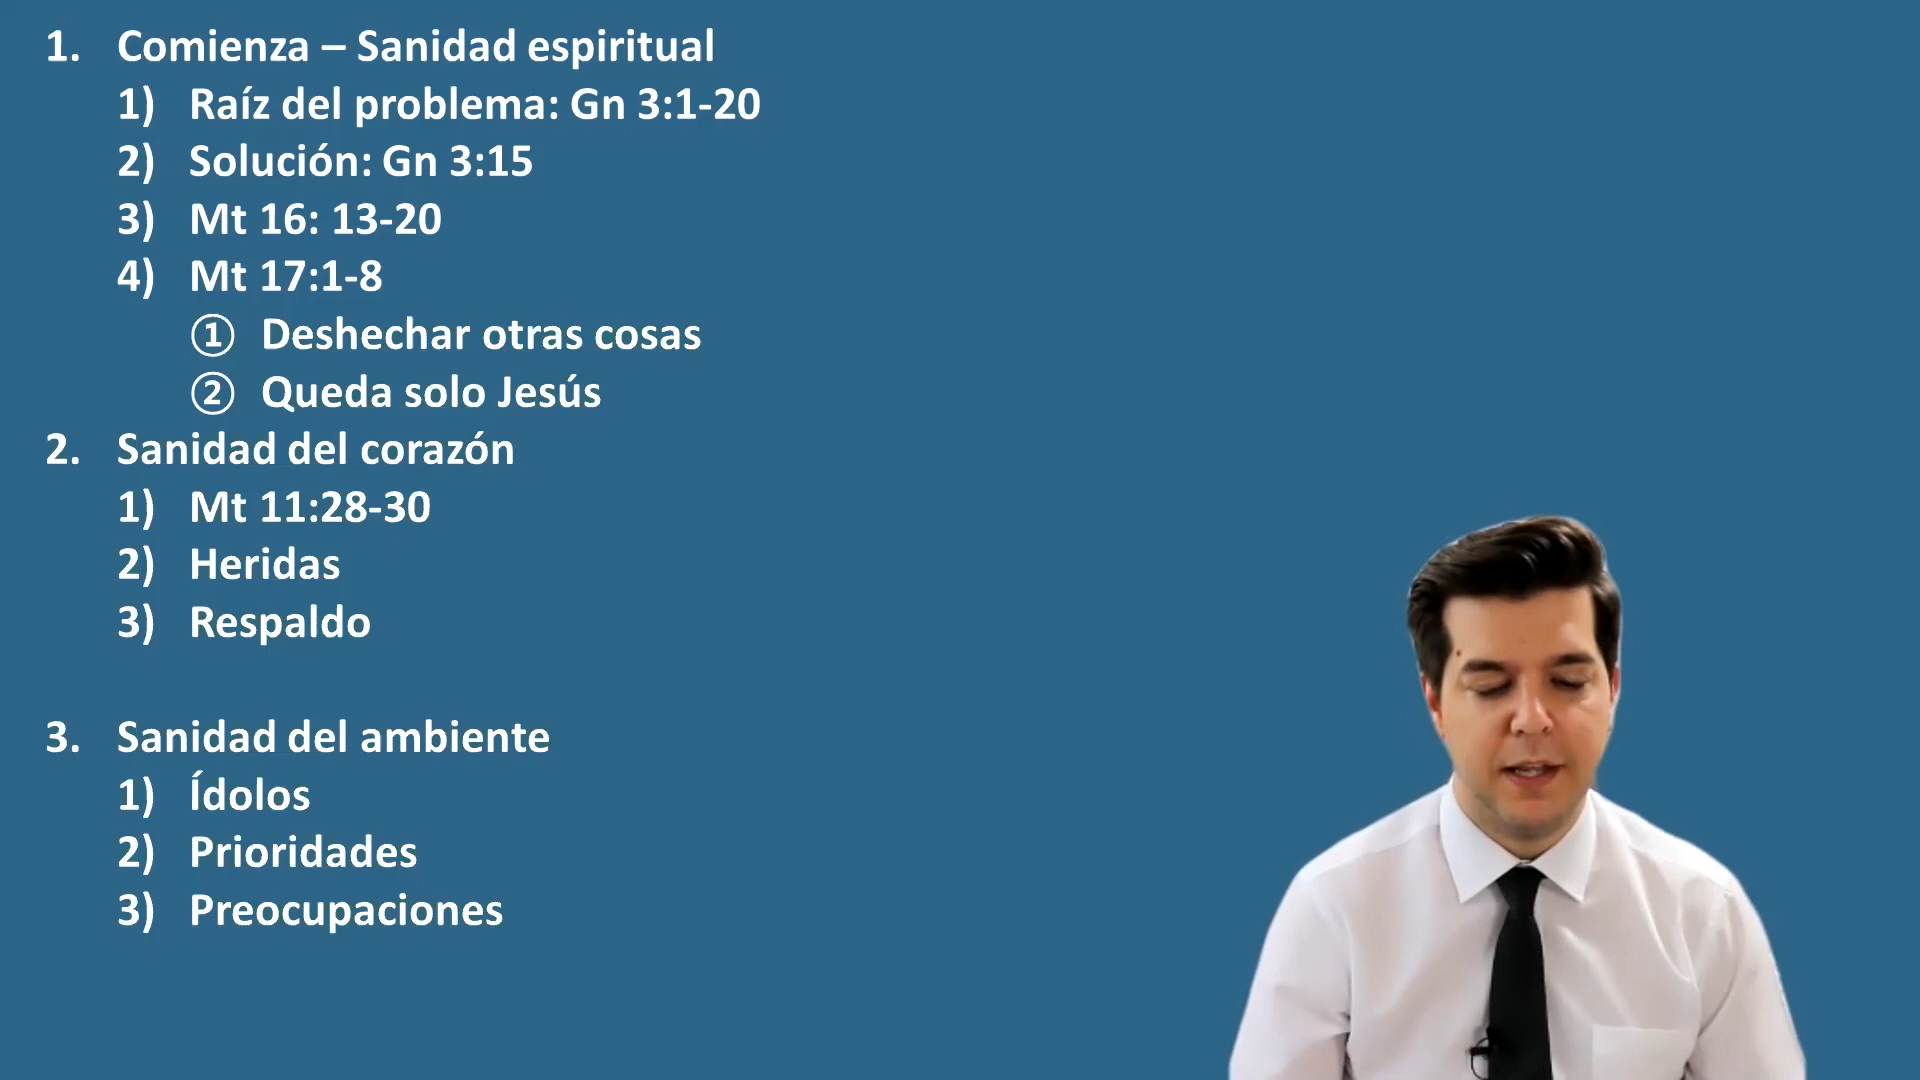 1. Comienza – Sanidad espiritual
1) Raíz del problema: Gn 3:1-20
2) Solución: Gn 3:15
3) Mt 16: 13-20
4) Mt 17:1-8
① Deshechar otras cosas
② Queda solo Jesús
2. Sanidad del corazón
1) Mt 11:28-30
2) Heridas
3) Respaldo
3. Sanidad del ambiente
1) Ídolos
2) Prioridades
3) Preocupaciones